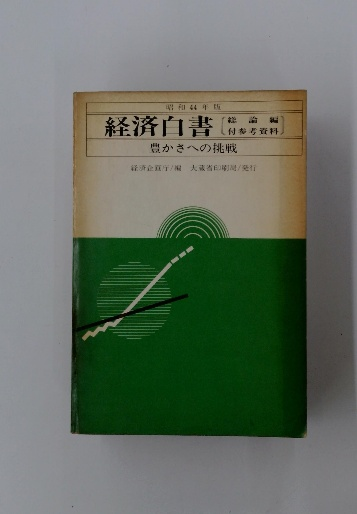 昭和44年版
経済白書［総論編 付参考資料］
豊かさへの挑戦
経済企画庁/編 大蔵省印刷局/発行